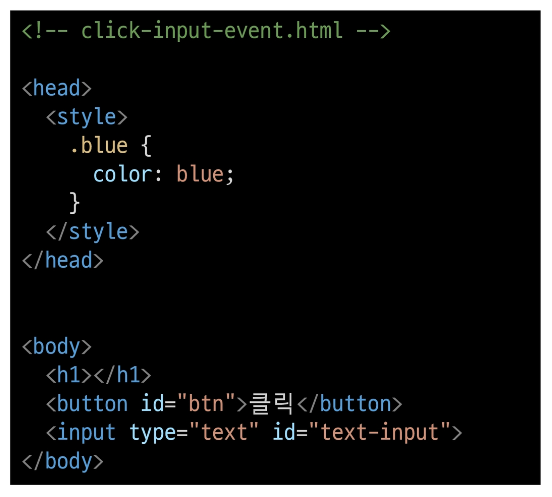 <!-- click-input-event.html -->
<head>
<style>
.blue {
color: blue;
}
</style>
</head>
<body>
<h1></h1>
<button id="btn">클릭</button>
<input type="text" id="text-input">
</body>